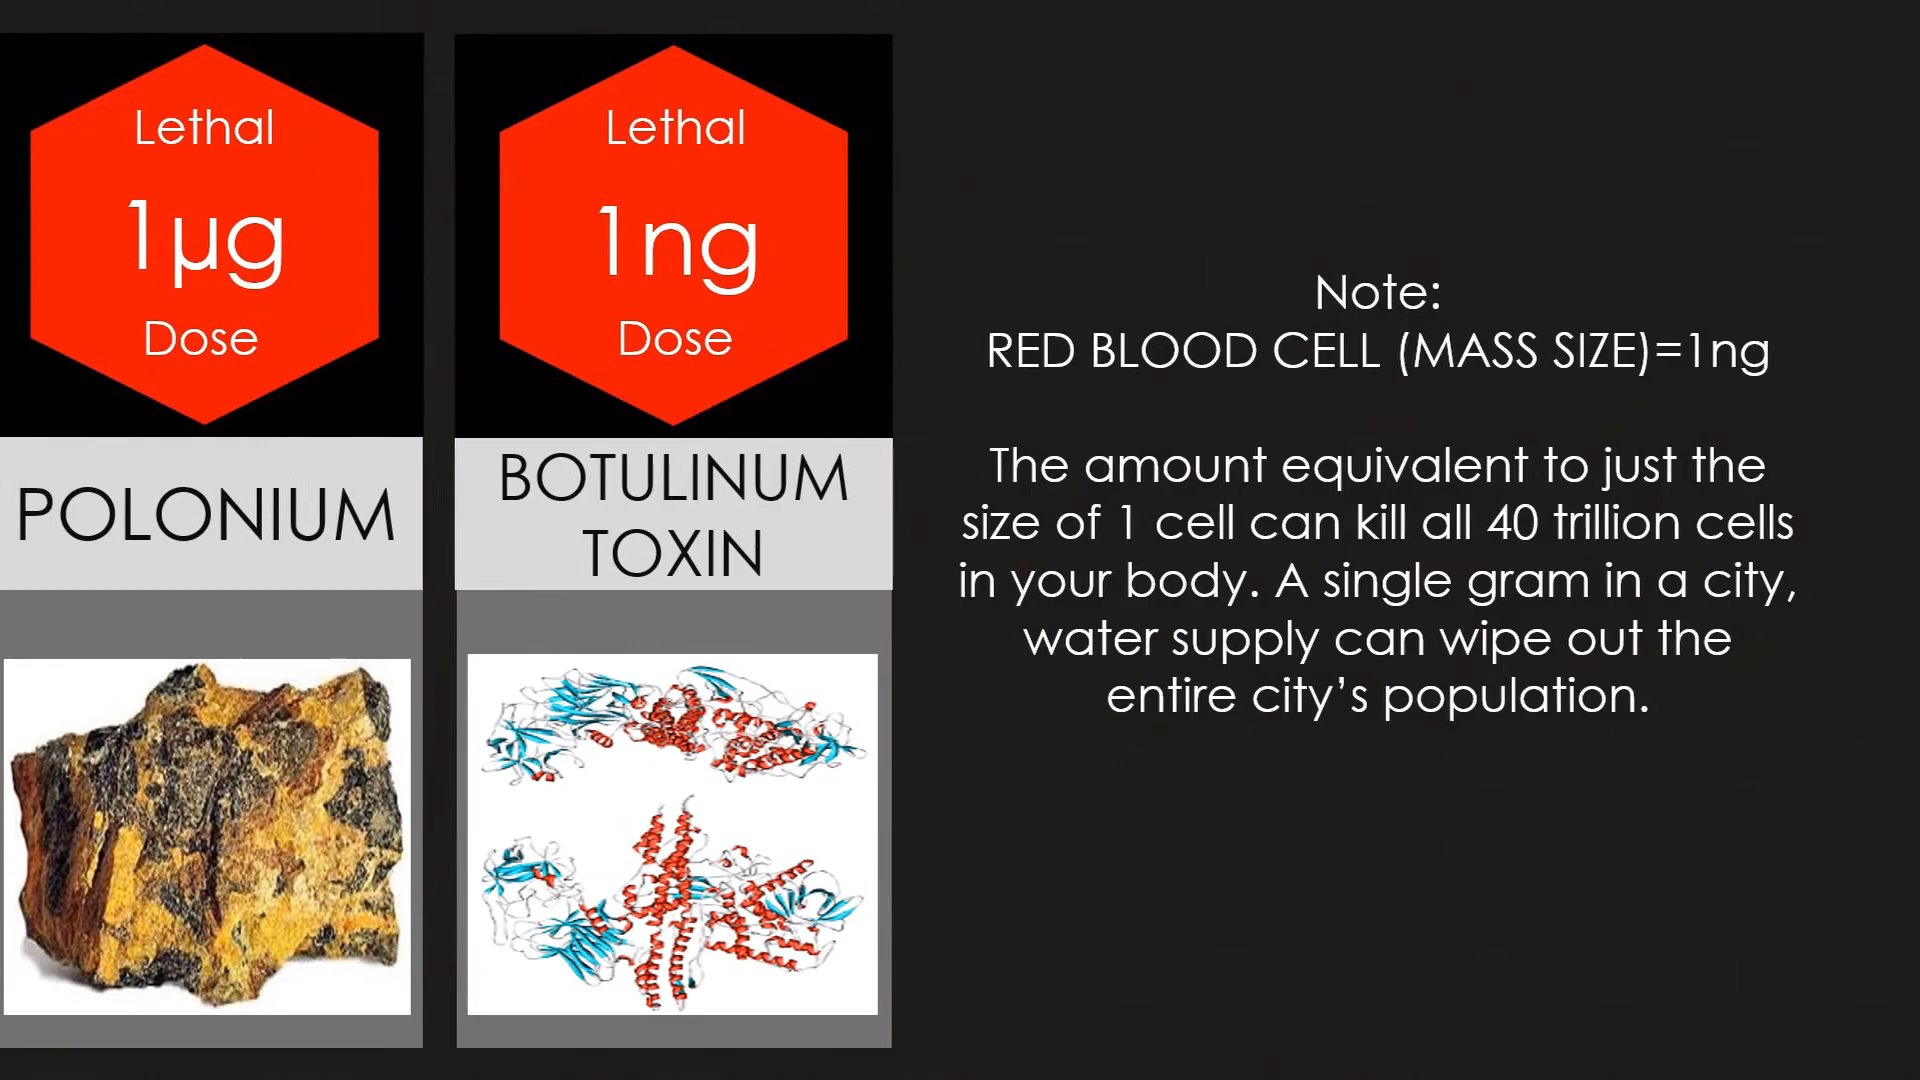 Lethal
1µg
Dose
POLONIUM
Lethal
1ng
Dose
BOTULINUM
TOXIN
Note:
RED BLOOD CELL (MASS SIZE)=1ng
The amount equivalent to just the
size of 1 cell can kill all 40 trillion cells
in your body. A single gram in a city,
water supply can wipe out the
entire city’s population.